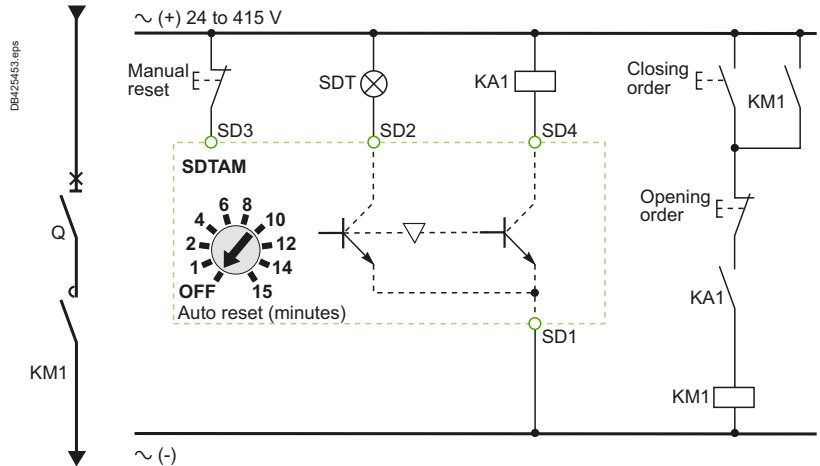 DB425453.eps
Q
KM1
∼ (+) 24 to 415 V
Manual
reset
SDT
KA1
Closing
order
KM1
SD3
SD2
SD4
SDTAM
OFF
1
2
4
6
8
10
12
14
15
Auto reset (minutes)
SD1
Opening
order
KA1
KM1
∼ (-)